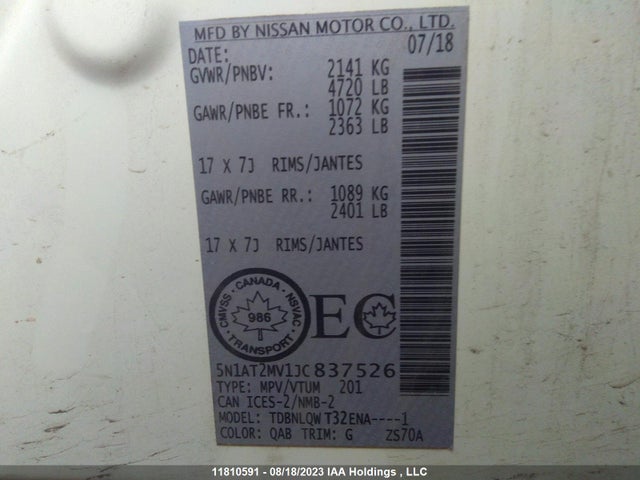 MFD BY NISSAN MOTOR CO., LTD.
DATE: 07/18
GVWR/PNBV: 2141 KG
4720 LB
GAWR/PNBE FR.: 1072 KG
2363 LB
17 X 7J RIMS/JANTES
GAWR/PNBE RR.: 1089 KG
2401 LB
17 X 7J RIMS/JANTES
CMVSS · CANADA · NSVAC
986
· TRANSPORT ·
EC
5N1AT2MV1JC837526
TYPE: MPV/VTUM 201
CAN ICES-2/NMB-2
MODEL: TDBNLQW T32ENA----1
COLOR: QAB TRIM: G ZS70A
11810591 - 08/18/2023 IAA Holdings , LLC